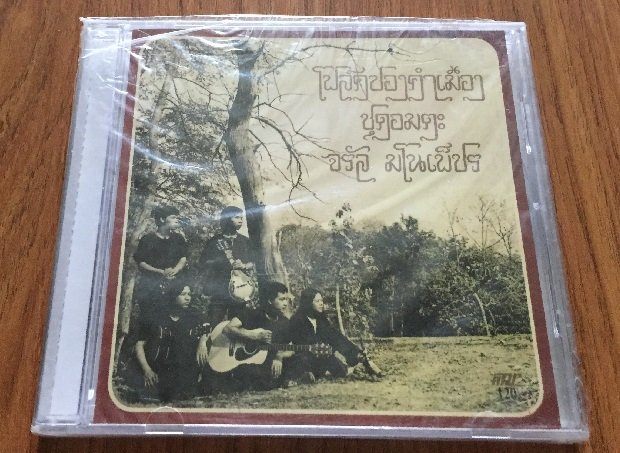 โฟล์คซองคำเมือง
ชุดอมตะ
จรัล มโนเพ็ชร